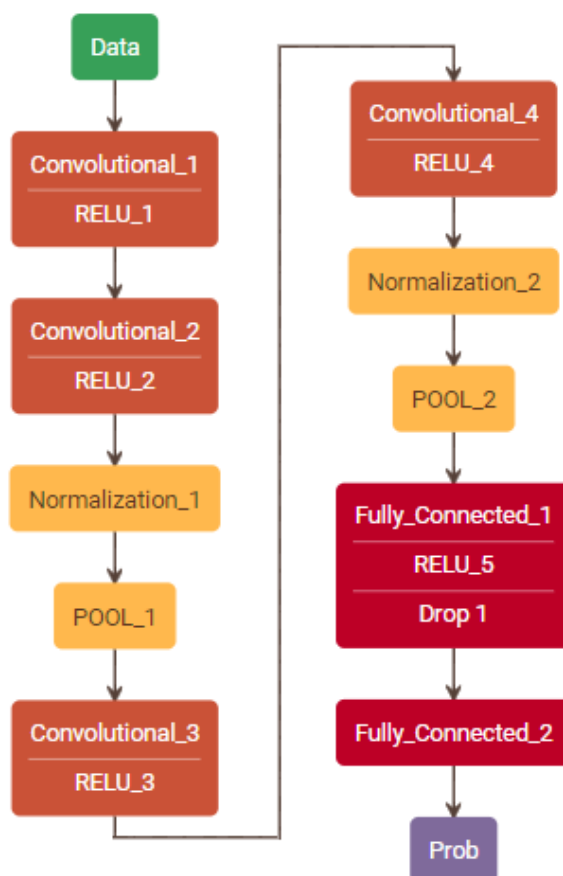 Data
Convolutional_1
RELU_1
Convolutional_2
RELU_2
Normalization_1
POOL_1
Convolutional_3
RELU_3
Convolutional_4
RELU_4
Normalization_2
POOL_2
Fully_Connected_1
RELU_5
Drop 1
Fully_Connected_2
Prob